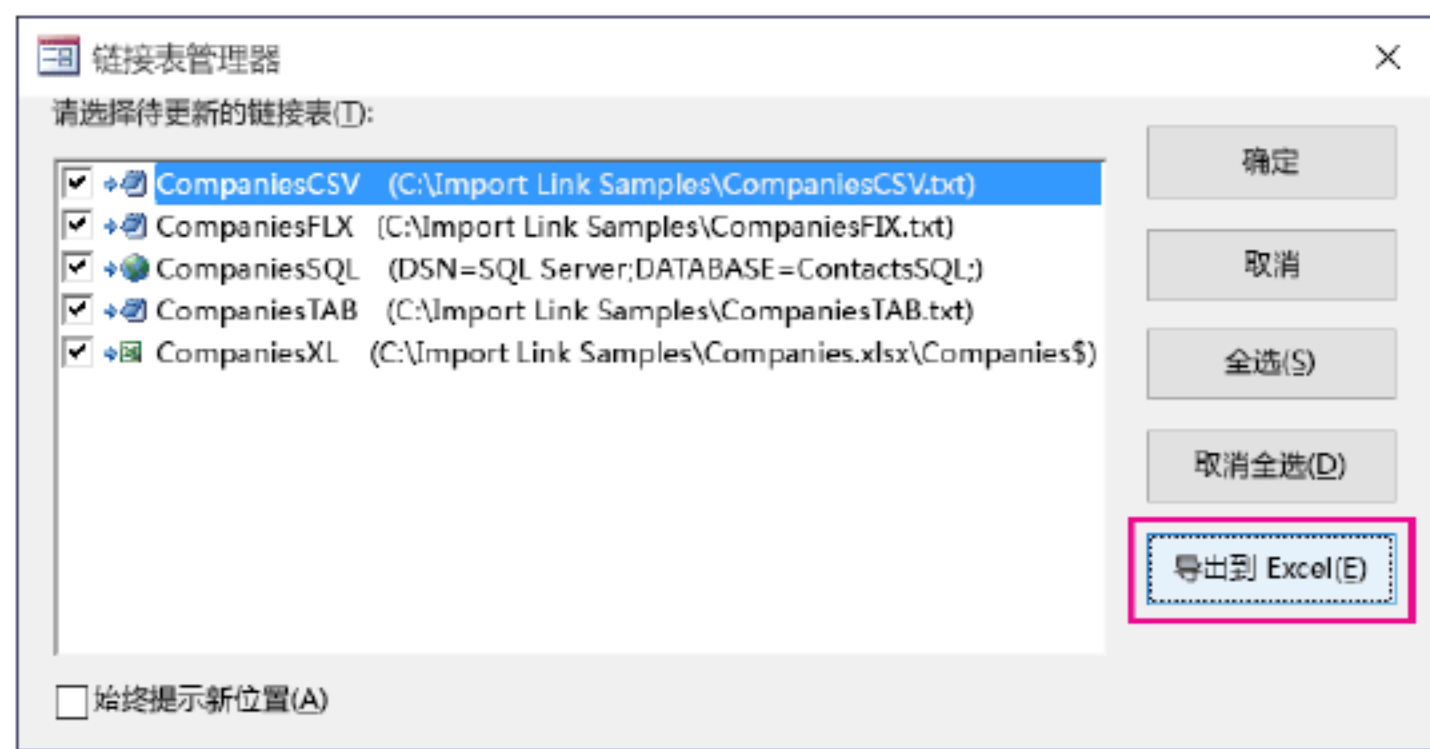 链接表管理器
请选择待更新的链接表(T):
CompaniesCSV (C:\Import Link Samples\CompaniesCSV.txt)
CompaniesFLX (C:\Import Link Samples\CompaniesFIX.txt)
CompaniesSQL (DSN=SQL Server;DATABASE=ContactsSQL;)
CompaniesTAB (C:\Import Link Samples\CompaniesTAB.txt)
CompaniesXL (C:\Import Link Samples\Companies.xlsx\Companies$)
确定
取消
全选(S)
取消全选(D)
导出到 Excel(E)
始终提示新位置(A)